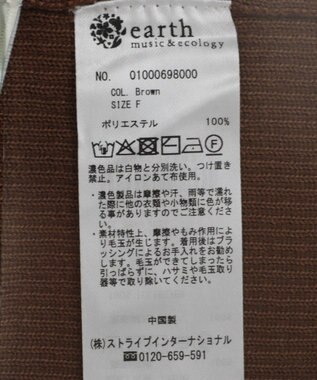 earth
music&ecology
NO. 01000698000
COL. Brown
SIZE F
ポリエステル 100%
濃色品は白物と分別洗い。つけ置き
禁止。アイロンあて布使用。
・濃色製品は摩擦や汗、雨等で濡れ
た際に他の衣類や小物類に色が移
る事がありますのでご注意くださ
い。
・素材特性上、摩擦やもみ作用によ
り毛玉が生じます。着用後はブラ
ッシングによるお手入れをお勧め
します。毛玉ができてしまったら
引っぱらずに、ハサミや毛玉取り
器等で取り除いてください。
中国製
(株)ストライプインターナショナル
0120-659-591